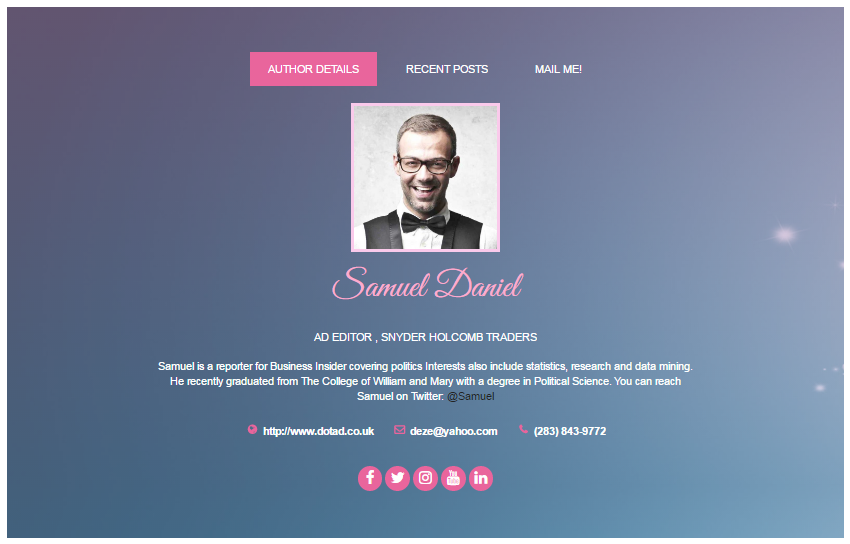 AUTHOR DETAILS RECENT POSTS MAIL ME!
Samuel Daniel
AD EDITOR , SNYDER HOLCOMB TRADERS
Samuel is a reporter for Business Insider covering politics Interests also include statistics, research and data mining.
He recently graduated from The College of William and Mary with a degree in Political Science. You can reach
Samuel on Twitter: @Samuel
http://www.dotad.co.uk deze@yahoo.com (283) 843-9772